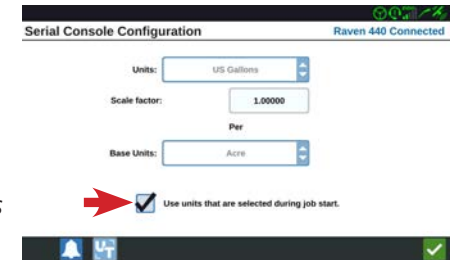 Serial Console Configuration
Raven 440 Connected
Units:
US Gallons
Scale factor:
1.00000
Per
Base Units:
Acre
Use units that are selected during job start.
UT
s